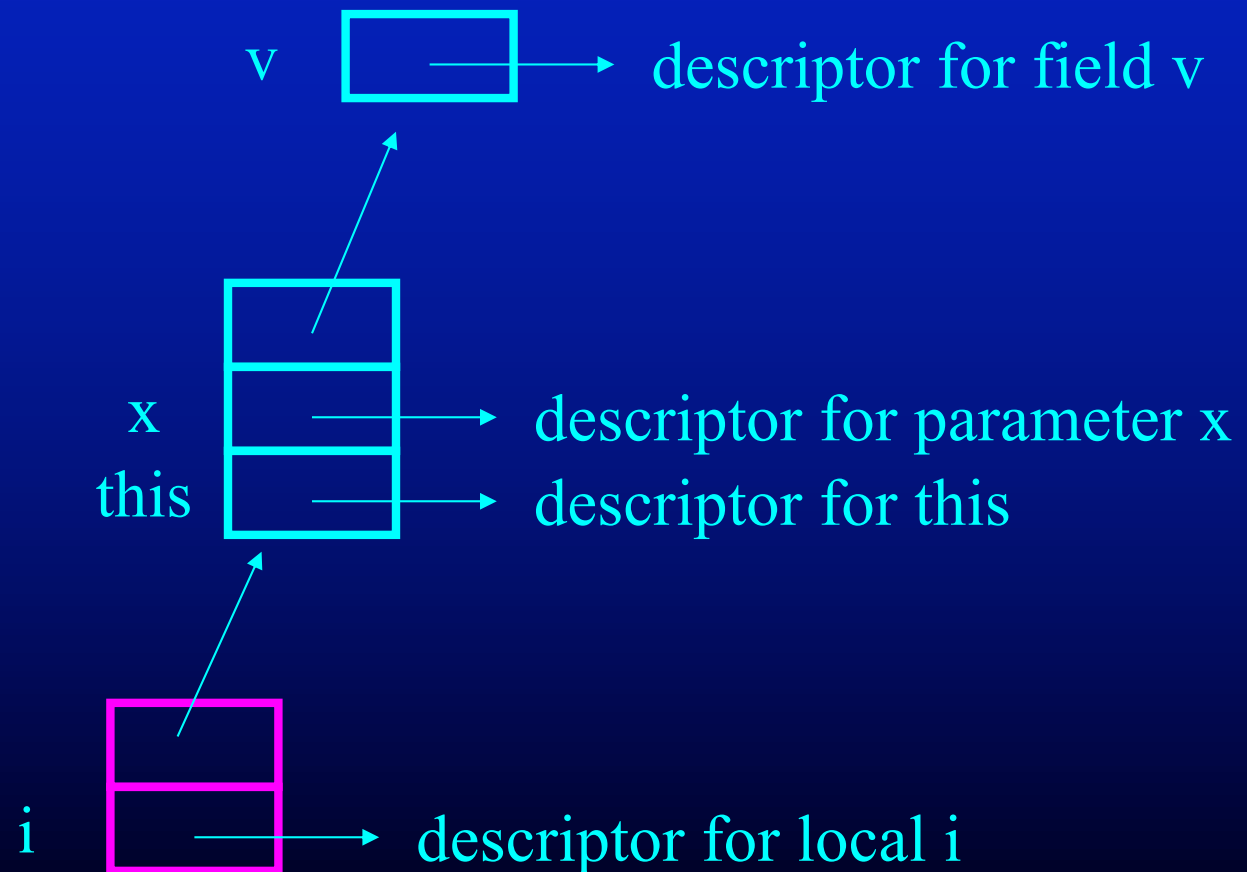 v descriptor for field v
x descriptor for parameter x
this descriptor for this
i descriptor for local i